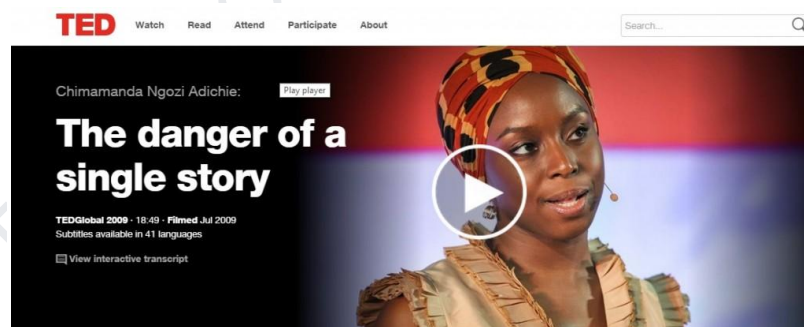 TED Watch Read Attend Participate About Search...
Chimamanda Ngozi Adichie: Play player
The danger of a
single story
TEDGlobal 2009 · 18:49 · Filmed Jul 2009
Subtitles available in 41 languages
View interactive transcript